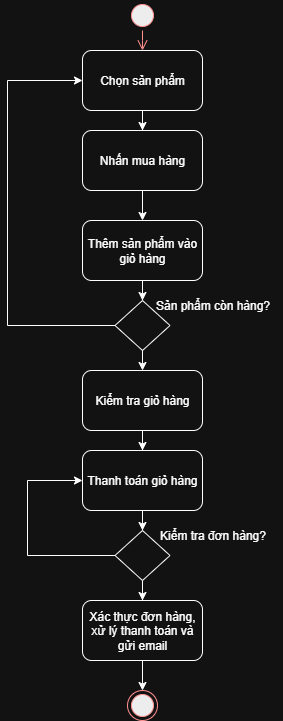 Chọn sản phẩm
Nhấn mua hàng
Thêm sản phẩm vào
giỏ hàng
Sản phẩm còn hàng?
Kiểm tra giỏ hàng
Thanh toán giỏ hàng
Kiểm tra đơn hàng?
Xác thực đơn hàng,
xử lý thanh toán và
gửi email